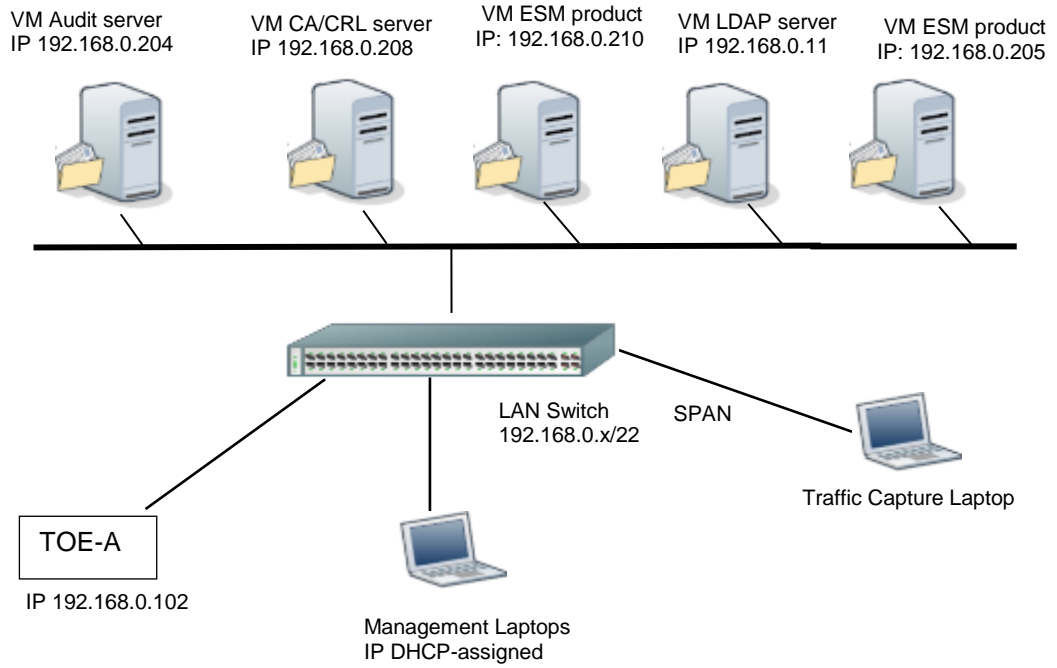 VM Audit server
IP 192.168.0.204
VM CA/CRL server
IP 192.168.0.208
VM ESM product
IP: 192.168.0.210
VM LDAP server
IP 192.168.0.11
VM ESM product
IP: 192.168.0.205
LAN Switch
192.168.0.x/22
SPAN
Traffic Capture Laptop
TOE-A
IP 192.168.0.102
Management Laptops
IP DHCP-assigned